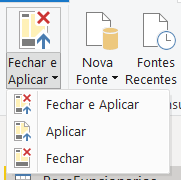 Fechar e
Aplicar
Nova
Fonte
Fontes
Recentes
Fechar e Aplicar
Aplicar
Fechar